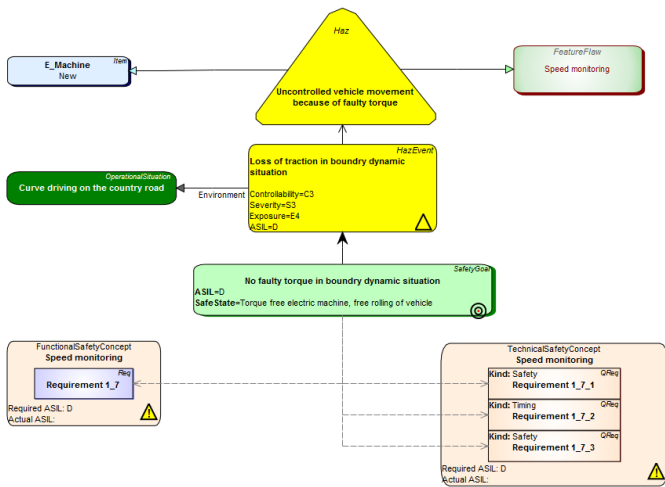 Haz
Uncontrolled vehicle movement
because of faulty torque
Item
E_Machine
New
FeatureFlaw
Speed monitoring
HazEvent
Loss of traction in boundry dynamic
situation
Controllability=C3
Severity=S3
Exposure=E4
ASIL=D
OperationalSituation
Curve driving on the country road
Environment
SafetyGoal
No faulty torque in boundry dynamic situation
ASIL=D
SafeState=Torque free electric machine, free rolling of vehicle
FunctionalSafetyConcept
Speed monitoring
Req
Requirement 1_7
Required ASIL: D
Actual ASIL:
TechnicalSafetyConcept
Speed monitoring
Kind: Safety QReq
Requirement 1_7_1
Kind: Timing QReq
Requirement 1_7_2
Kind: Safety QReq
Requirement 1_7_3
Required ASIL: D
Actual ASIL: